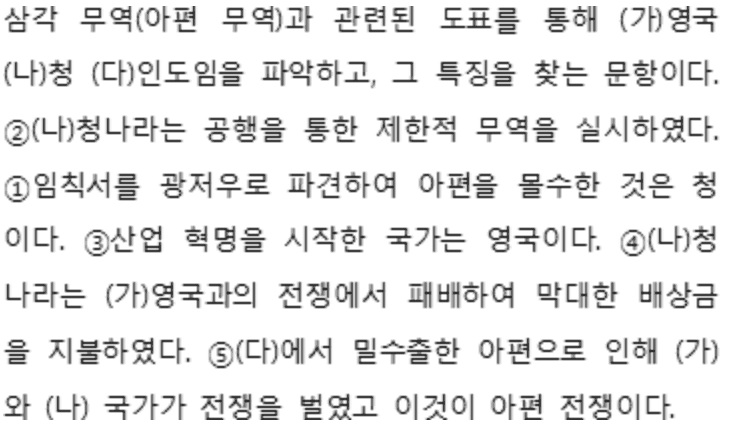 삼각 무역(아편 무역)과 관련된 도표를 통해 (가)영국
(나)청 (다)인도임을 파악하고, 그 특징을 찾는 문항이다.
②(나)청나라는 공행을 통한 제한적 무역을 실시하였다.
①임칙서를 광저우로 파견하여 아편을 몰수한 것은 청
이다. ③산업 혁명을 시작한 국가는 영국이다. ④(나)청
나라는 (가)영국과의 전쟁에서 패배하여 막대한 배상금
을 지불하였다. ⑤(다)에서 밀수출한 아편으로 인해 (가)
와 (나) 국가가 전쟁을 벌였고 이것이 아편 전쟁이다.